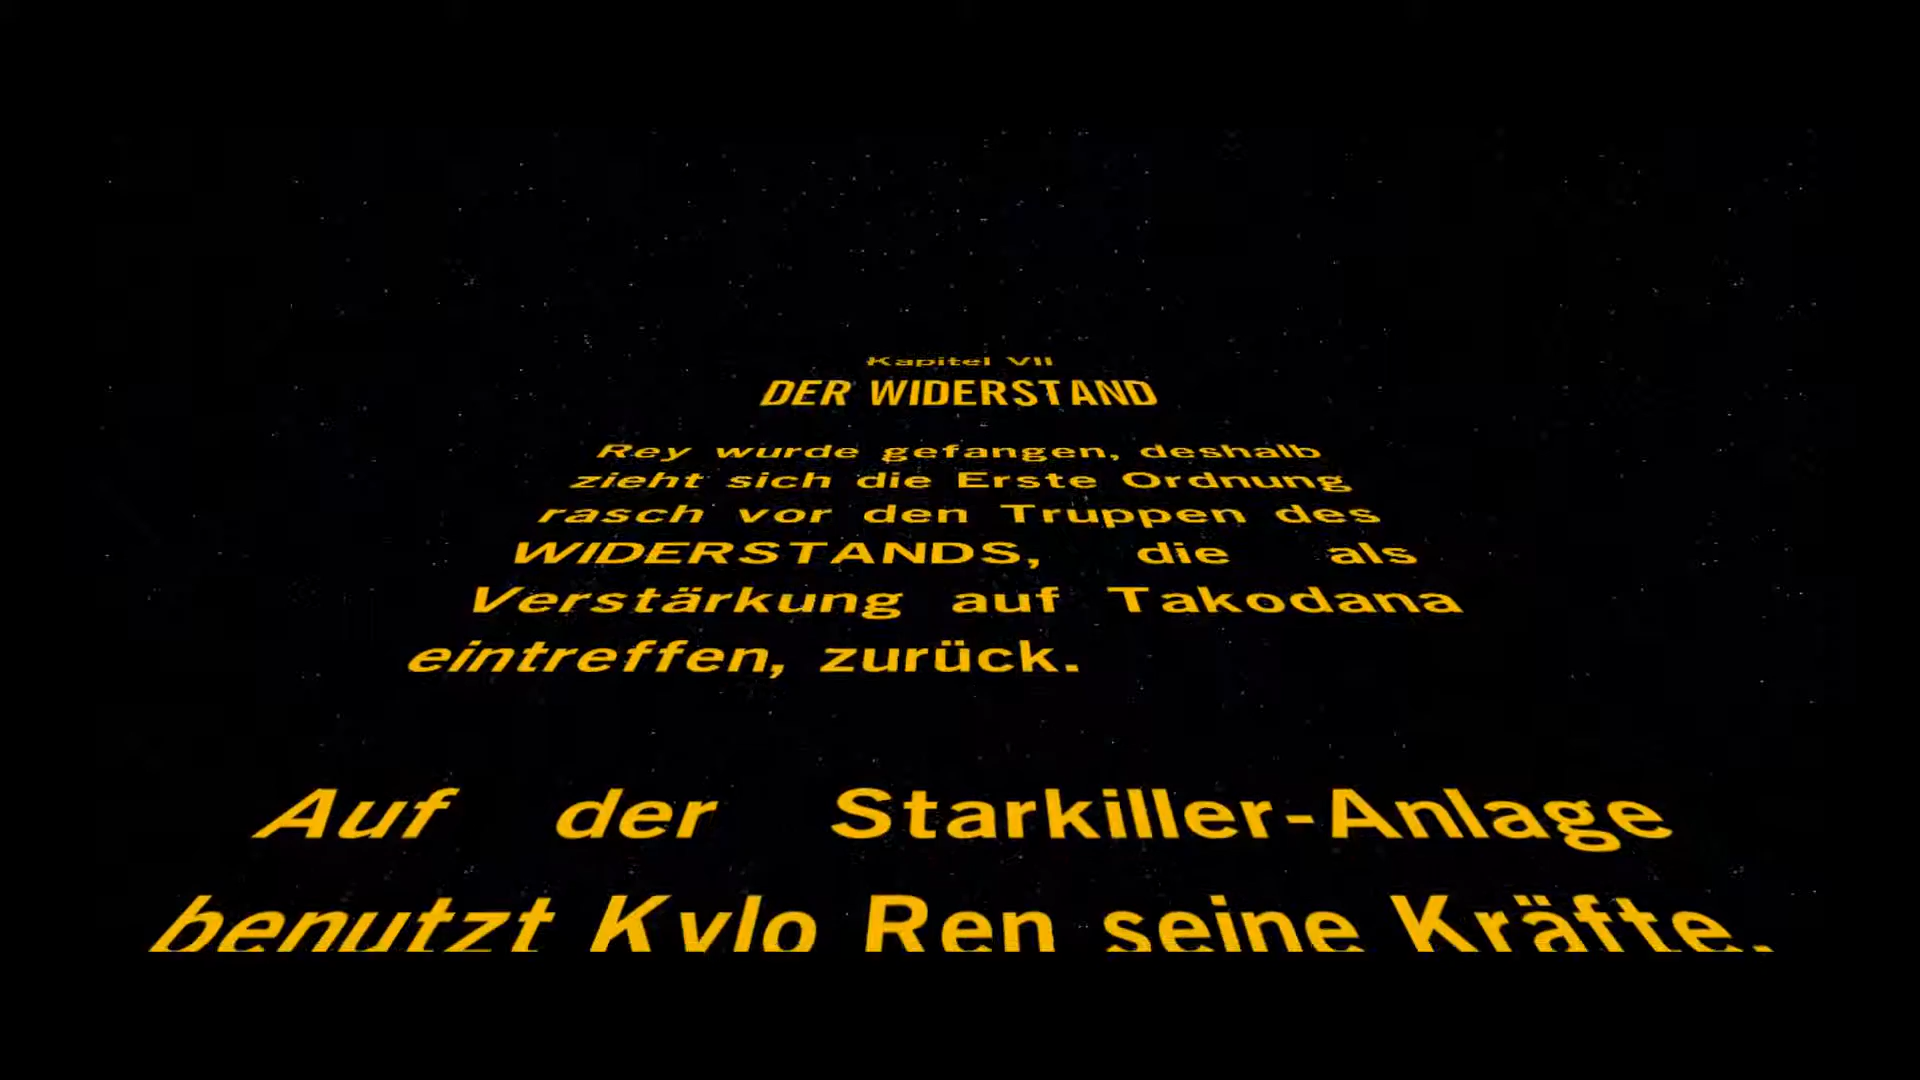 Kapitel VII
DER WIDERSTAND
Rey wurde gefangen, deshalb
zieht sich die Erste Ordnung
rasch vor den Truppen des
WIDERSTANDS, die als
Verstärkung auf Takodana
eintreffen, zurück.
Auf der Starkiller-Anlage
benutzt Kylo Ren seine Kräfte,